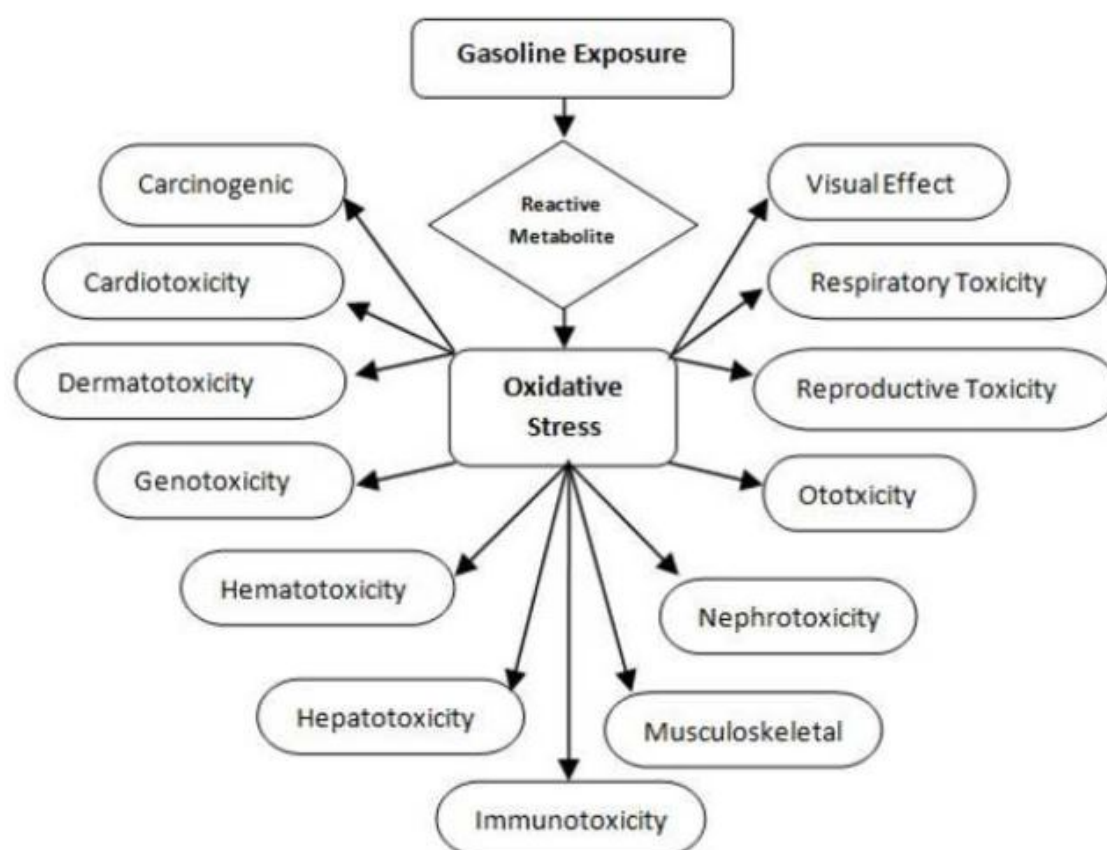 Gasoline Exposure
Reactive
Metabolite
Carcinogenic
Visual Effect
Cardiotoxicity
Respiratory Toxicity
Dermatotoxicity
Oxidative
Stress
Reproductive Toxicity
Genotoxicity
Ototxicity
Hematotoxicity
Nephrotoxicity
Hepatotoxicity
Musculoskeletal
Immunotoxicity